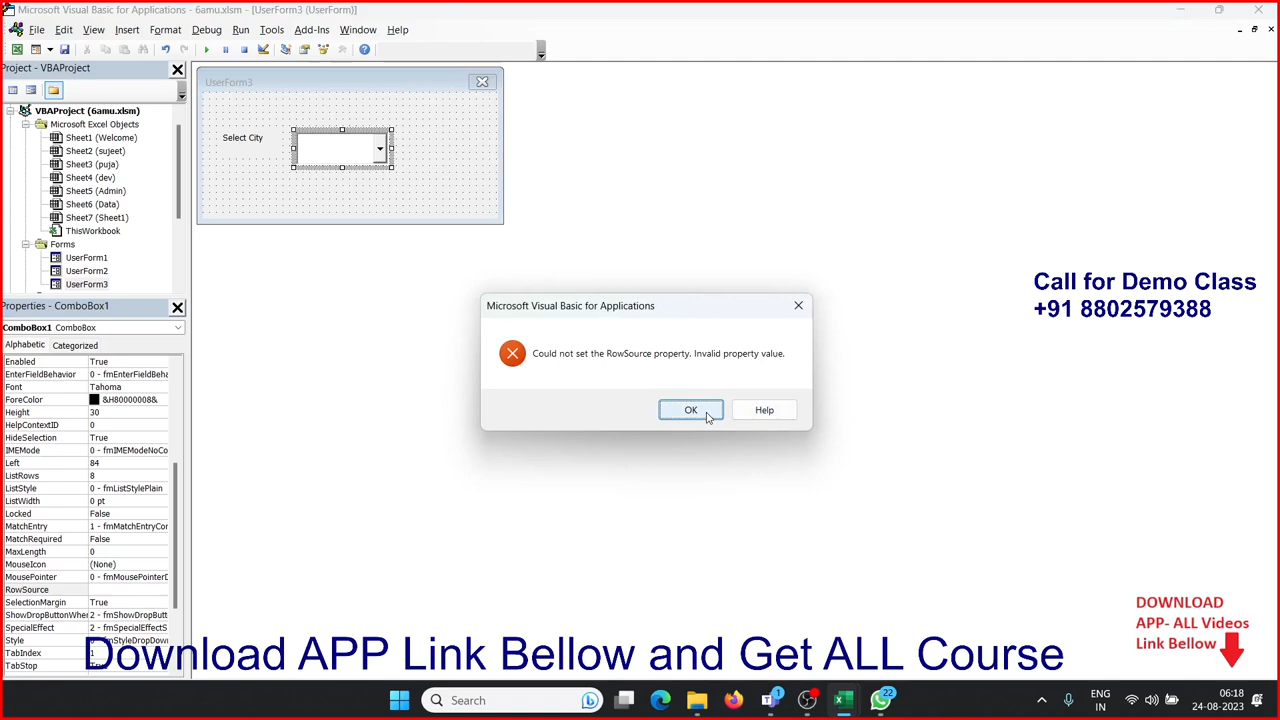 Microsoft Visual Basic for Applications - 6amu.xlsm - [UserForm3 (UserForm)]
File Edit View Insert Format Debug Run Tools Add-Ins Window Help
Project - VBAProject
VBAProject (6amu.xlsm)
Microsoft Excel Objects
Sheet1 (Welcome)
Sheet2 (sujeet)
Sheet3 (puja)
Sheet4 (dev)
Sheet5 (Admin)
Sheet6 (Data)
Sheet7 (Sheet1)
ThisWorkbook
Forms
UserForm1
UserForm2
UserForm3
UserForm3
Select City
Properties - ComboBox1
ComboBox1 ComboBox
Alphabetic Categorized
Enabled True
EnterFieldBehavior 0 - fmEnterFieldBeha
Font Tahoma
ForeColor &H80000008&
Height 30
HelpContextID 0
HideSelection True
IMEMode 0 - fmIMEModeNoCo
Left 84
ListRows 8
ListStyle 0 - fmListStylePlain
ListWidth 0 pt
Locked False
MatchEntry 1 - fmMatchEntryCor
MatchRequired False
MaxLength 0
MouseIcon (None)
MousePointer 0 - fmMousePointerD
RowSource
SelectionMargin True
ShowDropButtonWhen 2 - fmShowDropButt
SpecialEffect 2 - fmSpecialEffectS
Style
TabIndex 1
TabStop
Microsoft Visual Basic for Applications
Could not set the RowSource property. Invalid property value.
OK Help
Call for Demo Class
+91 8802579388
DOWNLOAD
APP- ALL Videos
Link Bellow
Download APP Link Bellow and Get ALL Course
Search
1
22
ENG
IN
06:18
24-08-2023